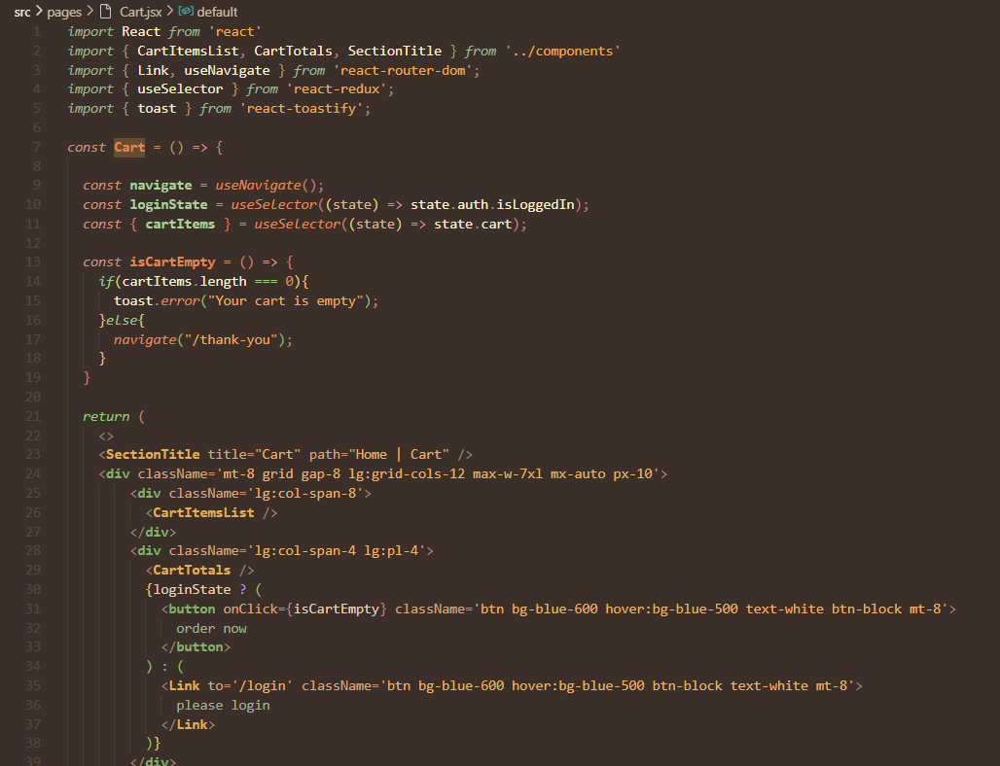 src > pages > Cart.jsx > default
1 import React from 'react'
2 import { CartItemsList, CartTotals, SectionTitle } from '../components'
3 import { Link, useNavigate } from 'react-router-dom';
4 import { useSelector } from 'react-redux';
5 import { toast } from 'react-toastify';
6
7 const Cart = () => {
8
9   const navigate = useNavigate();
10   const loginState = useSelector((state) => state.auth.isLoggedIn);
11   const { cartItems } = useSelector((state) => state.cart);
12
13   const isCartEmpty = () => {
14     if(cartItems.length === 0){
15       toast.error("Your cart is empty");
16     }else{
17       navigate("/thank-you");
18     }
19   }
20
21   return (
22     <>
23     <SectionTitle title="Cart" path="Home | Cart" />
24     <div className='mt-8 grid gap-8 lg:grid-cols-12 max-w-7xl mx-auto px-10'>
25         <div className='lg:col-span-8'>
26           <CartItemsList />
27         </div>
28         <div className='lg:col-span-4 lg:pl-4'>
29           <CartTotals />
30           {loginState ? (
31             <button onClick={isCartEmpty} className='btn bg-blue-600 hover:bg-blue-500 text-white btn-block mt-8'>
32               order now
33             </button>
34           ) : (
35             <Link to='/login' className='btn bg-blue-600 hover:bg-blue-500 btn-block text-white mt-8'>
36               please login
37             </Link>
38           )}
39         </div>